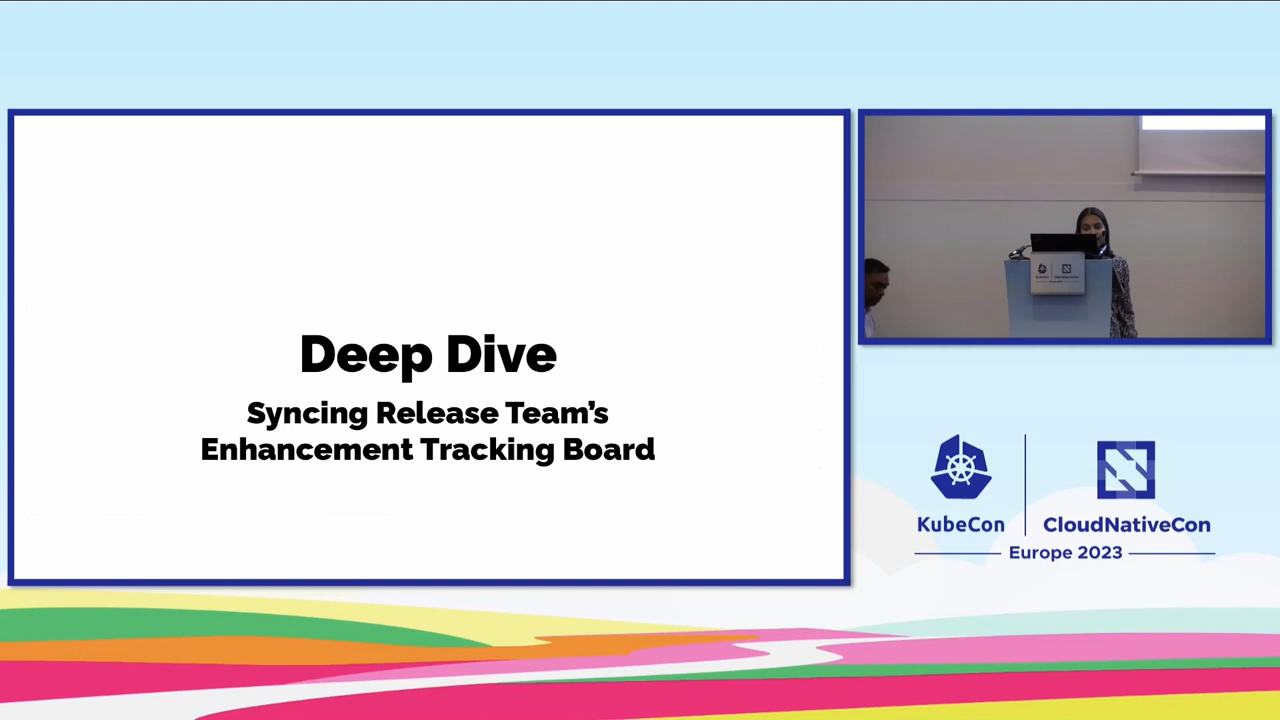 Deep Dive
Syncing Release Team's
Enhancement Tracking Board
KubeCon
CloudNativeCon
Europe 2023